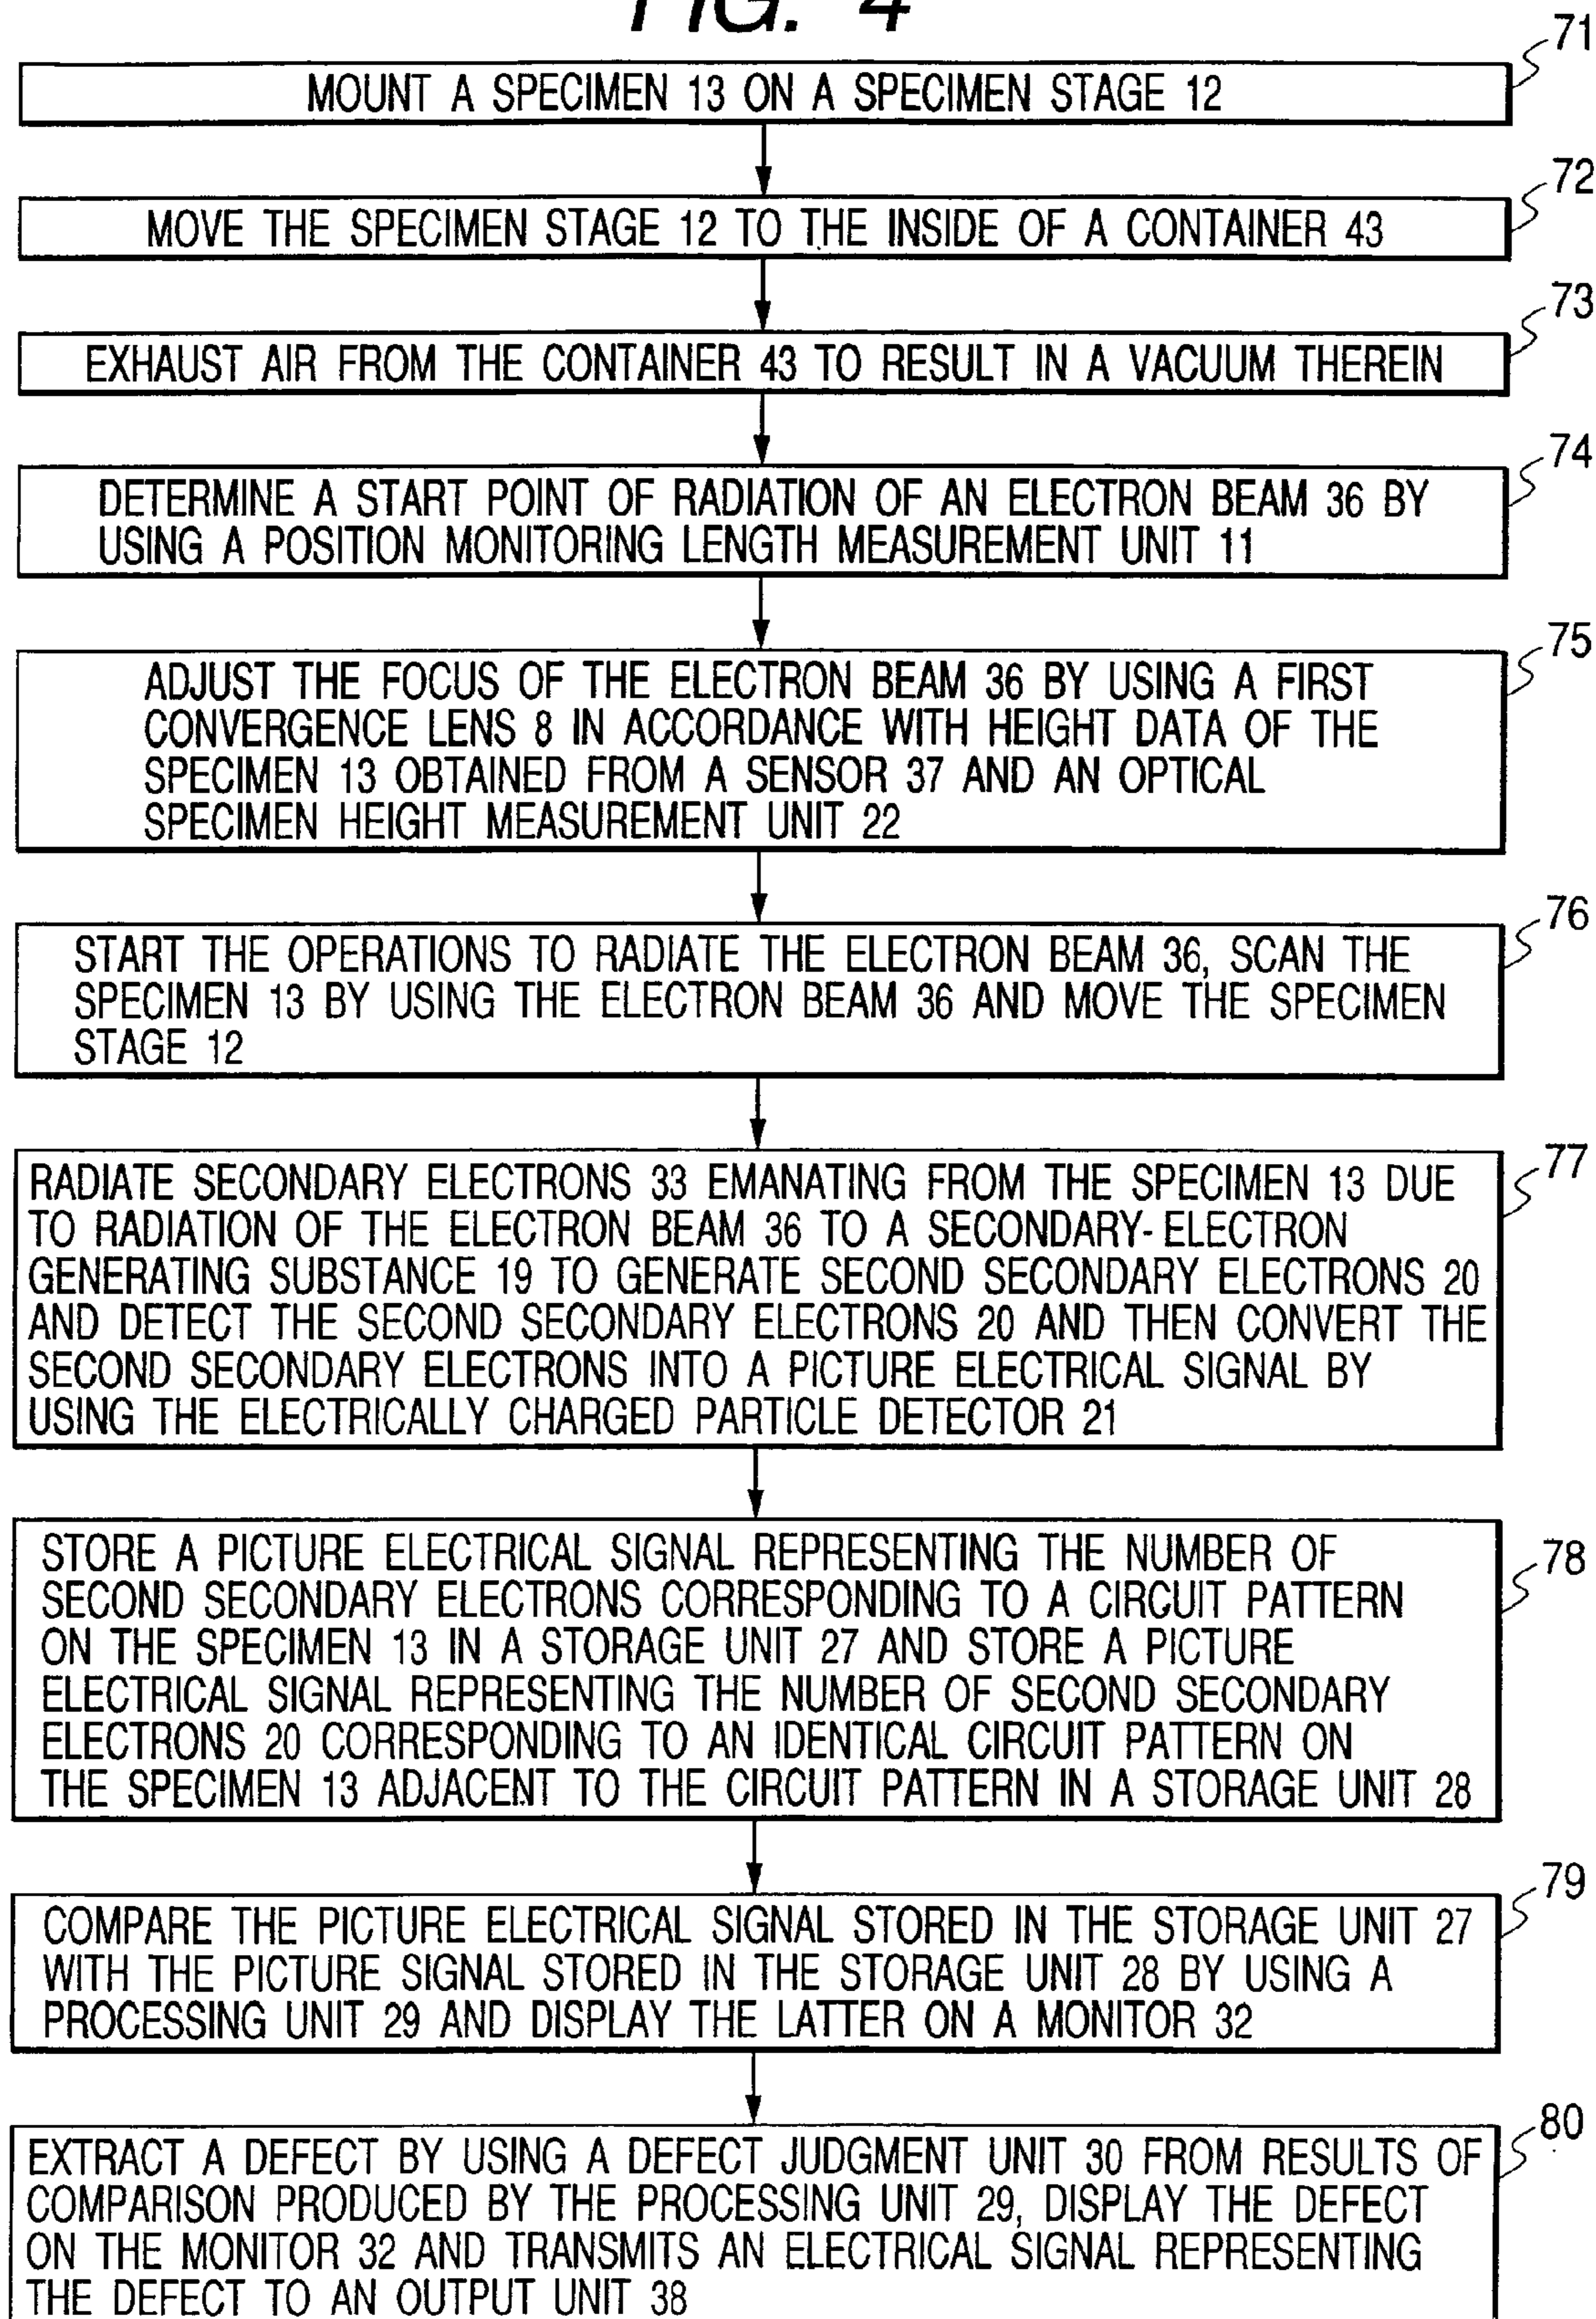 FIG. 4
71
MOUNT A SPECIMEN 13 ON A SPECIMEN STAGE 12
72
MOVE THE SPECIMEN STAGE 12 TO THE INSIDE OF A CONTAINER 43
73
EXHAUST AIR FROM THE CONTAINER 43 TO RESULT IN A VACUUM THEREIN
74
DETERMINE A START POINT OF RADIATION OF AN ELECTRON BEAM 36 BY
USING A POSITION MONITORING LENGTH MEASUREMENT UNIT 11
75
ADJUST THE FOCUS OF THE ELECTRON BEAM 36 BY USING A FIRST
CONVERGENCE LENS 8 IN ACCORDANCE WITH HEIGHT DATA OF THE
SPECIMEN 13 OBTAINED FROM A SENSOR 37 AND AN OPTICAL
SPECIMEN HEIGHT MEASUREMENT UNIT 22
76
START THE OPERATIONS TO RADIATE THE ELECTRON BEAM 36, SCAN THE
SPECIMEN 13 BY USING THE ELECTRON BEAM 36 AND MOVE THE SPECIMEN
STAGE 12
77
RADIATE SECONDARY ELECTRONS 33 EMANATING FROM THE SPECIMEN 13 DUE
TO RADIATION OF THE ELECTRON BEAM 36 TO A SECONDARY-ELECTRON
GENERATING SUBSTANCE 19 TO GENERATE SECOND SECONDARY ELECTRONS 20
AND DETECT THE SECOND SECONDARY ELECTRONS 20 AND THEN CONVERT THE
SECOND SECONDARY ELECTRONS INTO A PICTURE ELECTRICAL SIGNAL BY
USING THE ELECTRICALLY CHARGED PARTICLE DETECTOR 21
78
STORE A PICTURE ELECTRICAL SIGNAL REPRESENTING THE NUMBER OF
SECOND SECONDARY ELECTRONS CORRESPONDING TO A CIRCUIT PATTERN
ON THE SPECIMEN 13 IN A STORAGE UNIT 27 AND STORE A PICTURE
ELECTRICAL SIGNAL REPRESENTING THE NUMBER OF SECOND SECONDARY
ELECTRONS 20 CORRESPONDING TO AN IDENTICAL CIRCUIT PATTERN ON
THE SPECIMEN 13 ADJACENT TO THE CIRCUIT PATTERN IN A STORAGE UNIT 28
79
COMPARE THE PICTURE ELECTRICAL SIGNAL STORED IN THE STORAGE UNIT 27
WITH THE PICTURE SIGNAL STORED IN THE STORAGE UNIT 28 BY USING A
PROCESSING UNIT 29 AND DISPLAY THE LATTER ON A MONITOR 32
80
EXTRACT A DEFECT BY USING A DEFECT JUDGMENT UNIT 30 FROM RESULTS OF
COMPARISON PRODUCED BY THE PROCESSING UNIT 29, DISPLAY THE DEFECT
ON THE MONITOR 32 AND TRANSMITS AN ELECTRICAL SIGNAL REPRESENTING
THE DEFECT TO AN OUTPUT UNIT 38